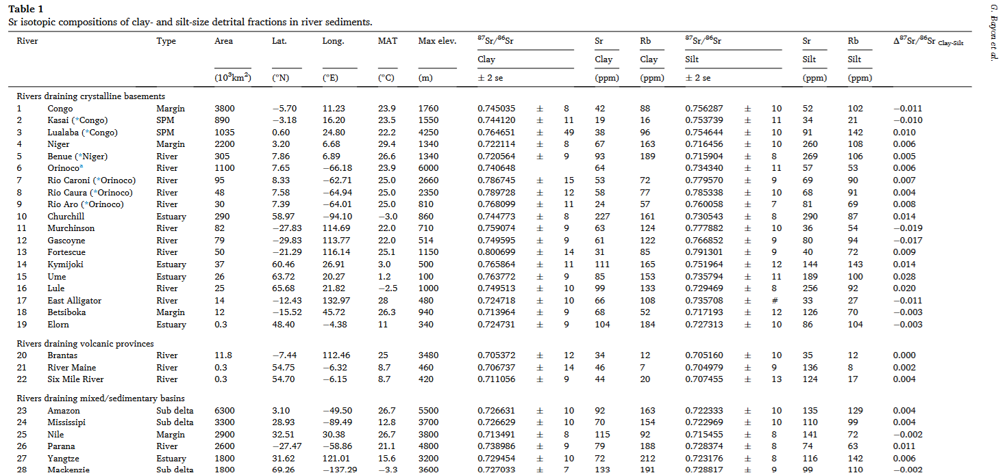 Table 1
Sr isotopic compositions of clay- and silt-size detrital fractions in river sediments.
River Type Area Lat. Long. MAT Max elev. ⁸⁷Sr/⁸⁶Sr Sr Rb ⁸⁷Sr/⁸⁶Sr Sr Rb Δ⁸⁷Sr/⁸⁶Sr Clay-Silt
Clay Clay Clay Silt Silt Silt
(10³km²) (°N) (°E) (°C) (m) ± 2 se (ppm) (ppm) ± 2 se (ppm) (ppm)
Rivers draining crystalline basements
1 Congo Margin 3800 −5.70 11.23 23.9 1760 0.745035 ± 8 42 88 0.756287 ± 10 52 102 −0.011
2 Kasai (*Congo) SPM 890 −3.18 16.20 23.5 1550 0.744120 ± 11 19 16 0.753739 ± 11 34 21 −0.010
3 Lualaba (*Congo) SPM 1035 0.60 24.80 22.2 4250 0.764651 ± 49 38 96 0.754644 ± 10 91 142 0.010
4 Niger Margin 2200 3.20 6.68 29.4 1340 0.722114 ± 8 67 163 0.716456 ± 10 260 108 0.006
5 Benue (*Niger) River 305 7.86 6.89 26.6 1340 0.720564 ± 9 93 189 0.715904 ± 8 269 106 0.005
6 Orinocoᵃ River 1100 7.65 −66.18 23.9 6000 0.740648 64 0.734340 ± 11 57 53 0.006
7 Rio Caroni (*Orinoco) River 95 8.33 −62.71 25.0 2660 0.786745 ± 15 53 72 0.779570 ± 9 69 90 0.007
8 Rio Caura (*Orinoco) River 48 7.58 −64.94 25.0 2350 0.789728 ± 12 58 77 0.785338 ± 10 68 91 0.004
9 Rio Aro (*Orinoco) River 30 7.39 −64.01 25.0 810 0.768099 ± 11 24 57 0.760058 ± 7 81 69 0.008
10 Churchill Estuary 290 58.97 −94.10 −3.0 860 0.744773 ± 8 227 161 0.730543 ± 8 290 87 0.014
11 Murchinson River 82 −27.83 114.69 22.0 710 0.759074 ± 9 63 124 0.777882 ± 10 36 54 −0.019
12 Gascoyne River 79 −29.83 113.77 22.0 514 0.749595 ± 9 61 122 0.766852 ± 9 80 94 −0.017
13 Fortescue River 50 −21.29 116.14 25.1 1150 0.800699 ± 14 31 85 0.791301 ± 9 40 72 0.009
14 Kymijoki Estuary 37 60.46 26.91 3.0 500 0.765864 ± 11 111 165 0.751964 ± 12 144 143 0.014
15 Ume Estuary 26 63.72 20.27 1.2 100 0.763772 ± 9 85 153 0.735794 ± 11 189 100 0.028
16 Lule River 25 65.68 21.82 −2.5 1000 0.749513 ± 10 99 133 0.729469 ± 8 256 92 0.020
17 East Alligator River 14 −12.43 132.97 28 480 0.724718 ± 10 66 108 0.735708 ± # 33 27 −0.011
18 Betsiboka Margin 12 −15.52 45.72 26.3 940 0.713964 ± 9 68 52 0.717193 ± 12 126 70 −0.003
19 Elorn Estuary 0.3 48.40 −4.38 11 340 0.724731 ± 9 104 184 0.727313 ± 10 86 104 −0.003
Rivers draining volcanic provinces
20 Brantas River 11.8 −7.44 112.46 25 3480 0.705372 ± 12 34 12 0.705160 ± 10 35 12 0.000
21 River Maine River 0.3 54.75 −6.32 8.7 460 0.706737 ± 14 46 7 0.704979 ± 9 136 8 0.002
22 Six Mile River River 0.3 54.70 −6.15 8.7 420 0.711056 ± 9 44 20 0.707455 ± 13 124 17 0.004
Rivers draining mixed/sedimentary basins
23 Amazon Sub delta 6300 3.10 −49.50 26.7 5500 0.726631 ± 10 92 163 0.722333 ± 10 135 129 0.004
24 Mississipi Sub delta 3300 28.93 −89.49 12.8 3700 0.726629 ± 10 70 154 0.722969 ± 10 110 99 0.004
25 Nile Margin 2900 32.51 30.38 26.7 3800 0.713491 ± 8 115 92 0.715455 ± 8 141 72 −0.002
26 Parana River 2600 −27.47 −58.86 21.1 4800 0.738986 ± 9 79 188 0.728374 ± 8 74 63 0.011
27 Yangtze Estuary 1800 31.62 121.01 15.6 3200 0.729454 ± 10 72 212 0.723176 ± 8 116 142 0.006
28 Mackenzie Sub delta 1800 69.26 −137.29 −3.3 3600 0.727033 ± 7 133 191 0.728817 ± 9 99 110 −0.002
G. Bayon et al.